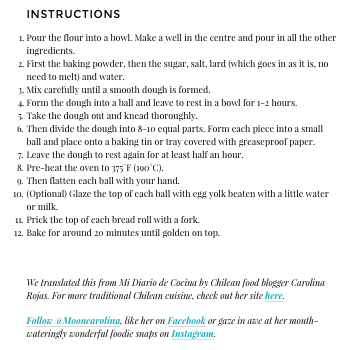 INSTRUCTIONS
1. Pour the flour into a bowl. Make a well in the centre and pour in all the other
ingredients.
2. First the baking powder, then the sugar, salt, lard (which goes in as it is, no
need to melt) and water.
3. Mix carefully until a smooth dough is formed.
4. Form the dough into a ball and leave to rest in a bowl for 1-2 hours.
5. Take the dough out and knead thoroughly.
6. Then divide the dough into 8-10 equal parts. Form each piece into a small
ball and place onto a baking tin or tray covered with greaseproof paper.
7. Leave the dough to rest again for at least half an hour.
8. Pre-heat the oven to 375°F (190°C).
9. Then flatten each ball with your hand.
10. (Optional) Glaze the top of each ball with egg yolk beaten with a little water
or milk.
11. Prick the top of each bread roll with a fork.
12. Bake for around 20 minutes until golden on top.
We translated this from Mi Diario de Cocina by Chilean food blogger Carolina
Rojas. For more traditional Chilean cuisine, check out her site here.
Follow @Mooncarolina, like her on Facebook or gaze in awe at her mouth-
wateringly wonderful foodie snaps on Instagram.